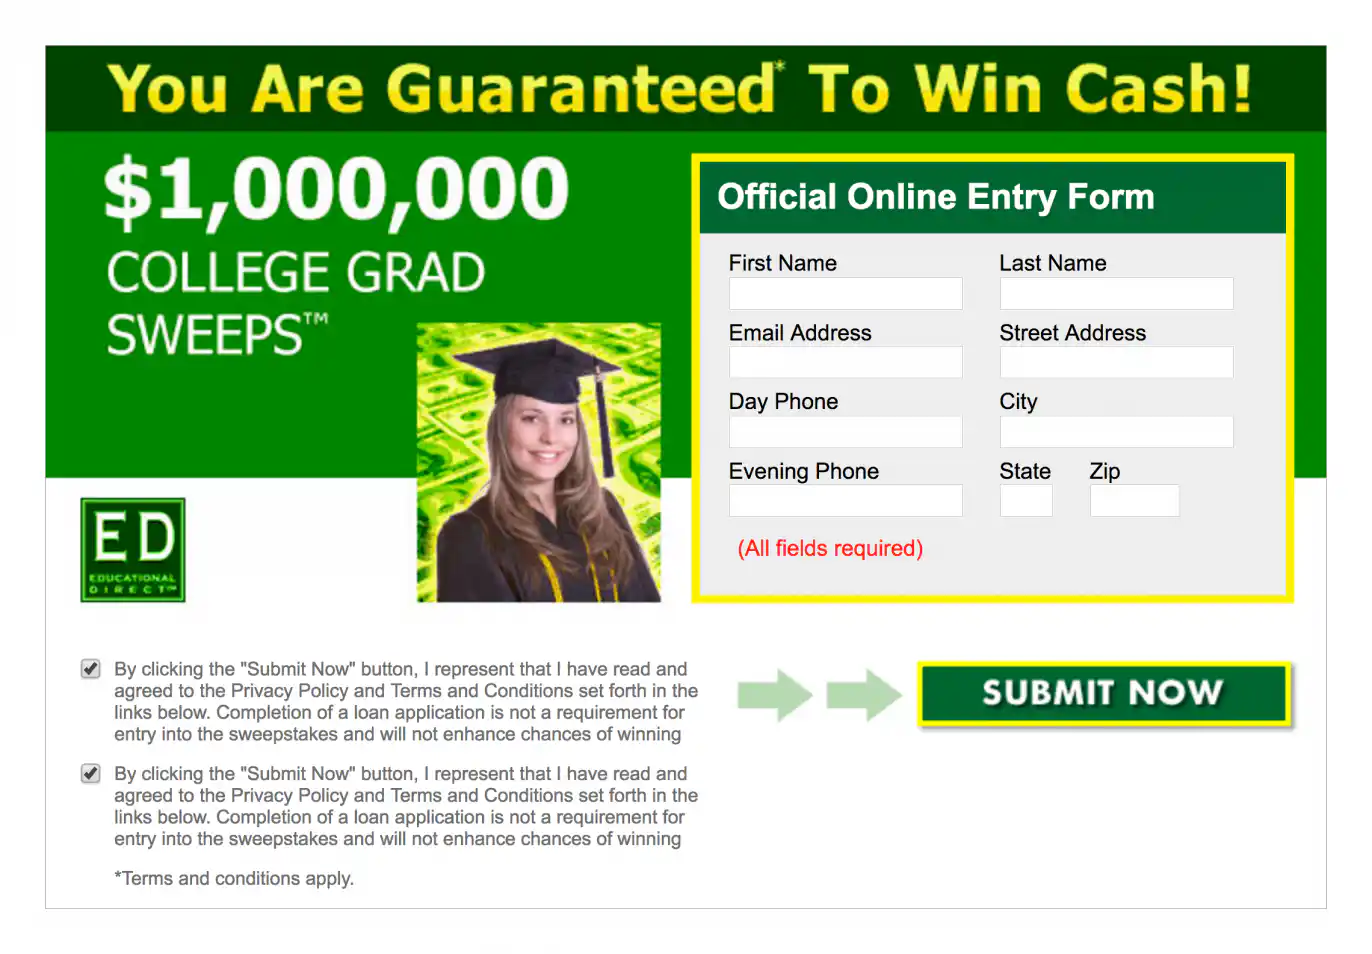 You Are Guaranteed* To Win Cash!
$1,000,000
COLLEGE GRAD
SWEEPS™
ED
EDUCATIONAL
DIRECT™
Official Online Entry Form
First Name
Last Name
Email Address
Street Address
Day Phone
City
Evening Phone
State
Zip
(All fields required)
By clicking the "Submit Now" button, I represent that I have read and
agreed to the Privacy Policy and Terms and Conditions set forth in the
links below. Completion of a loan application is not a requirement for
entry into the sweepstakes and will not enhance chances of winning
SUBMIT NOW
By clicking the "Submit Now" button, I represent that I have read and
agreed to the Privacy Policy and Terms and Conditions set forth in the
links below. Completion of a loan application is not a requirement for
entry into the sweepstakes and will not enhance chances of winning
*Terms and conditions apply.